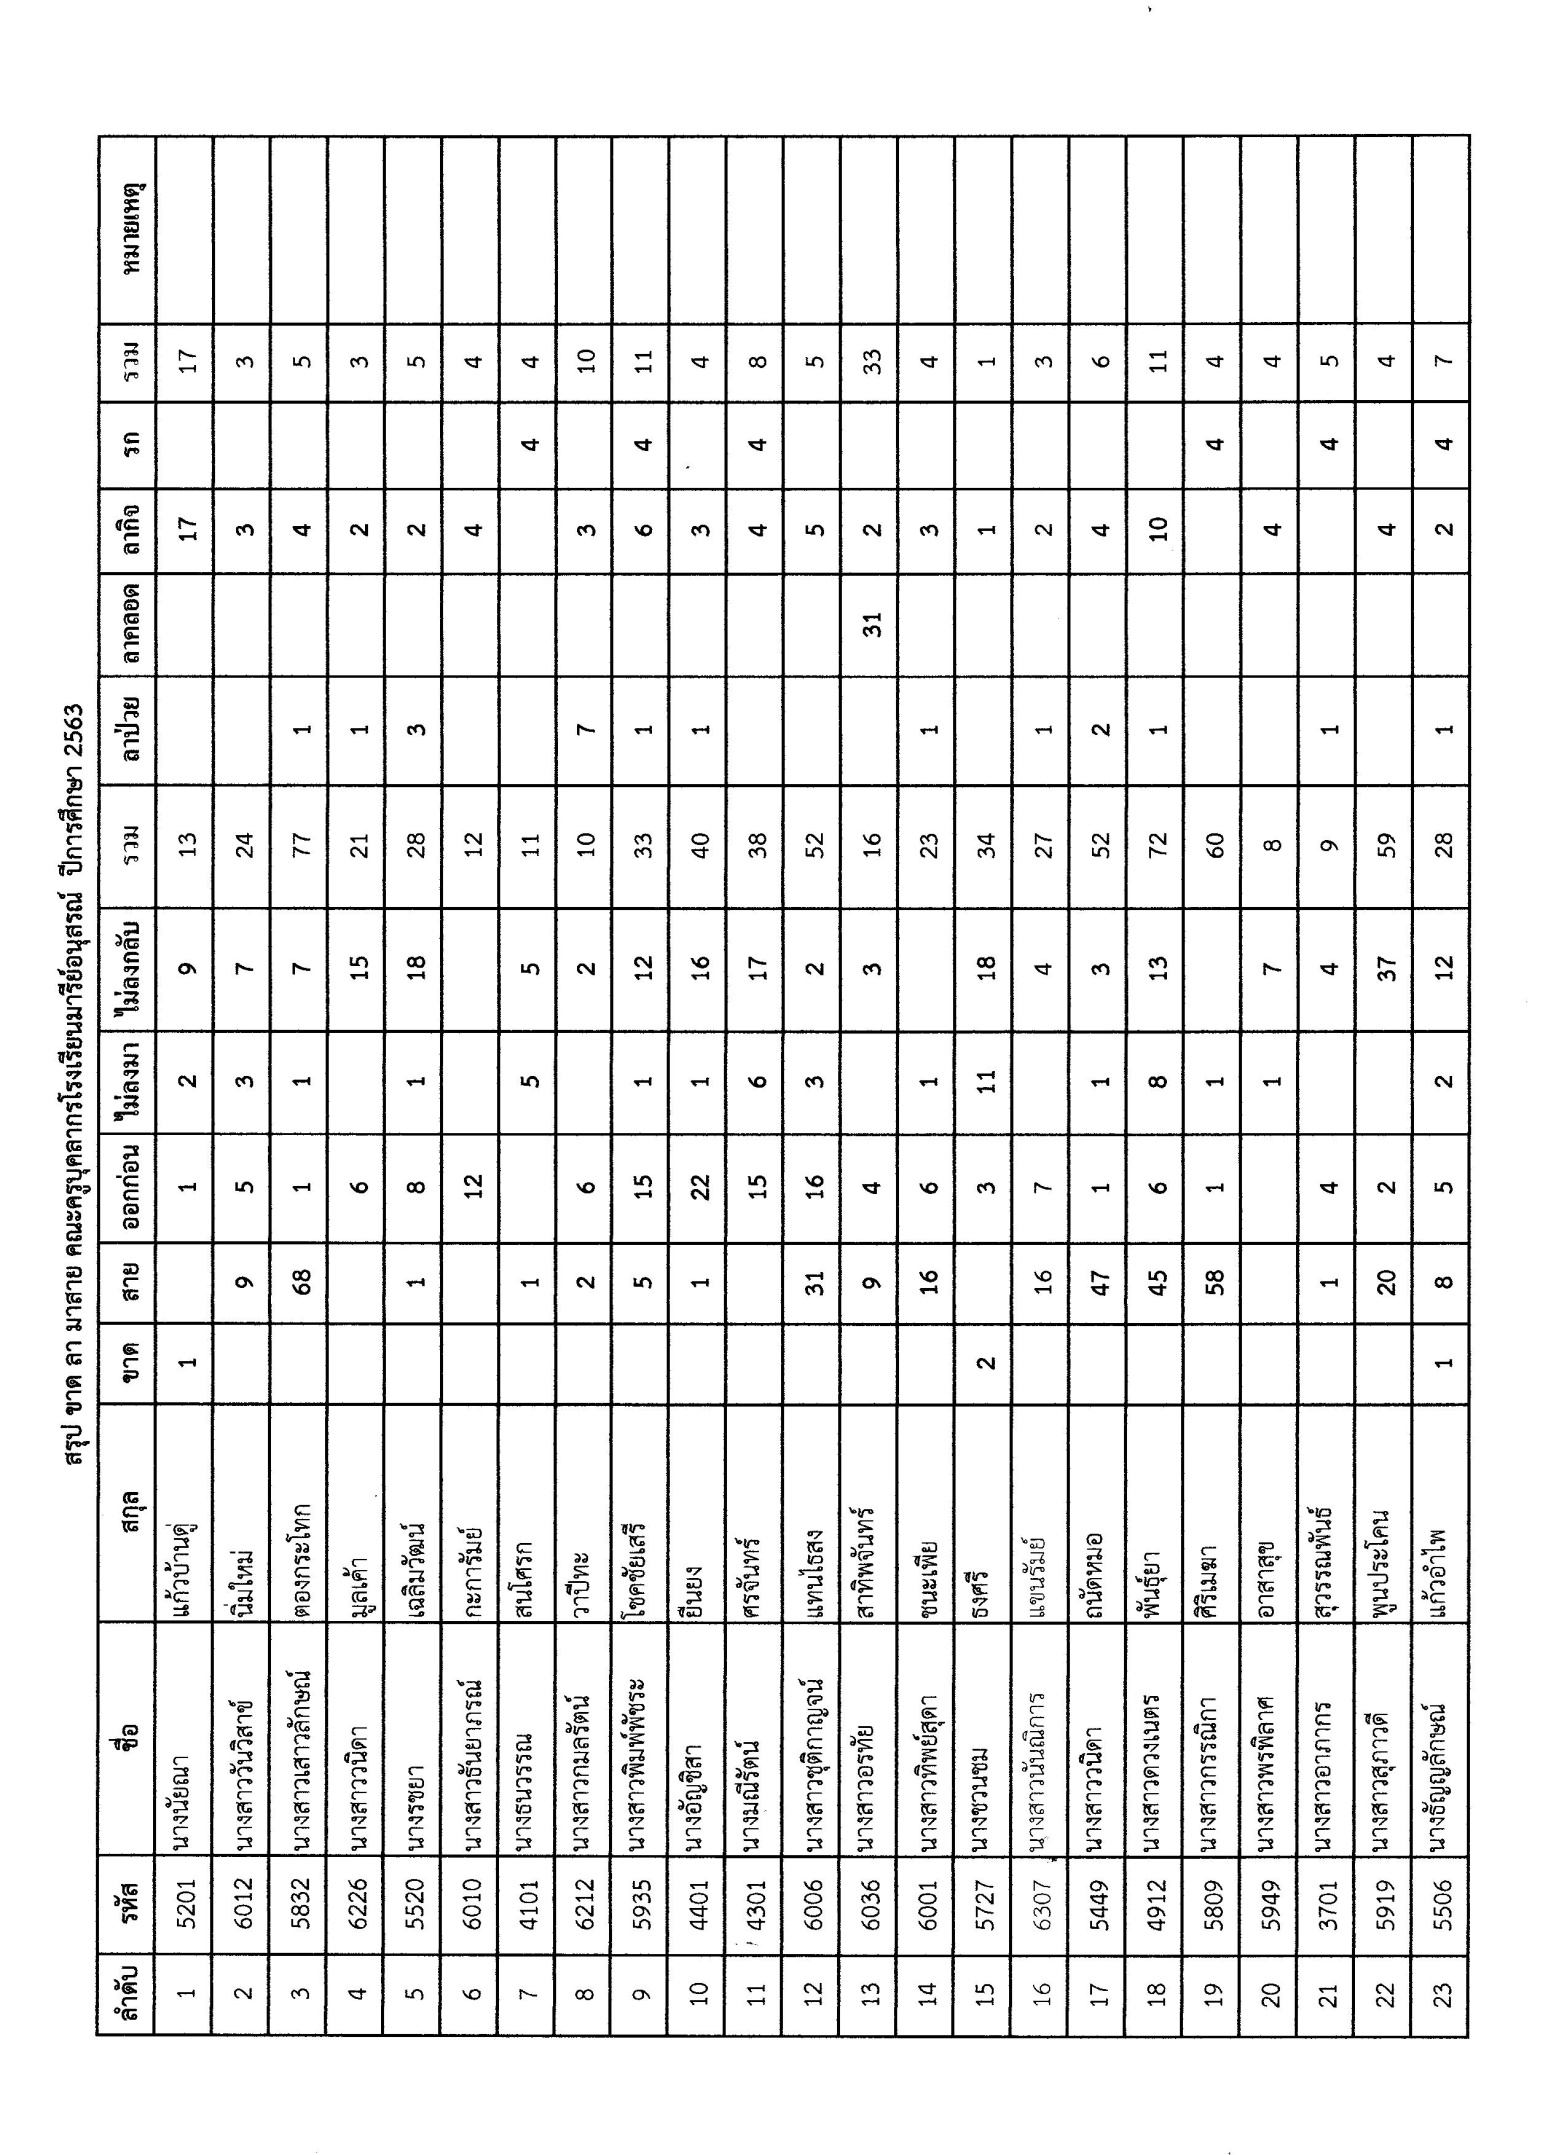 สรุป ขาด ลา มาสาย คณะครูบุคลากรโรงเรียนมารีย์อนุสรณ์ ปีการศึกษา 2563
ลำดับ รหัส ชื่อ สกุล ขาด สาย ออกก่อน ไม่ลงมา ไม่ลงกลับ รวม ลาป่วย ลาคลอด ลากิจ รก รวม หมายเหตุ
1 5201 นางนัยณา แก้วบ้านดู่ 1 1 2 9 13 17 17
2 6012 นางสาววันวิสาข์ นิ่มใหม่ 9 5 3 7 24 3 3
3 5832 นางสาวเสาวลักษณ์ ตองกระโทก 68 1 1 7 77 1 4 5
4 6226 นางสาววนิดา มูลเค้า 6 15 21 1 2 3
5 5520 นางรชยา เฉลิมวัฒน์ 1 8 1 18 28 3 2 5
6 6010 นางสาวธันยาภรณ์ กะการัมย์ 12 12 4 4
7 4101 นางธนวรรณ สนโศรก 1 5 5 11 4 4
8 6212 นางสาวกมลรัตน์ วาปีทะ 2 6 2 10 7 3 10
9 5935 นางสาวพิมพ์พัชระ โชคชัยเสรี 5 15 1 12 33 1 6 4 11
10 4401 นางอัญชิสา ยืนยง 1 22 1 16 40 1 3 4
11 4301 นางมณีรัตน์ ศรจันทร์ 15 6 17 38 4 4 8
12 6006 นางสาวชุติกาญจน์ แทนไธสง 31 16 3 2 52 5 5
13 6036 นางสาวอรทัย สาทิพจันทร์ 9 4 3 16 31 2 33
14 6001 นางสาวทิพย์สุดา ชนะเพีย 16 6 1 23 1 3 4
15 5727 นางชวนชม ธงศรี 2 3 11 18 34 1 1
16 6307 นางสาวนันณิการ แขนรัมย์ 16 7 4 27 1 2 3
17 5449 นางสาววนิดา ถนัดหมอ 47 1 1 3 52 2 4 6
18 4912 นางสาวดวงเนตร พันธุ์ยา 45 6 8 13 72 1 10 11
19 5809 นางสาวกรรณิกา ศิริเมฆา 58 1 1 60 4 4
20 5949 นางสาวพรพิลาศ อาสาสุข 1 7 8 4 4
21 3701 นางสาวอาภากร สุวรรณพันธ์ 1 4 4 9 1 4 5
22 5919 นางสาวสุภาวดี พูนประโคน 20 2 37 59 4 4
23 5506 นางธัญญลักษณ์ แก้วอำไพ 1 8 5 2 12 28 1 2 4 7